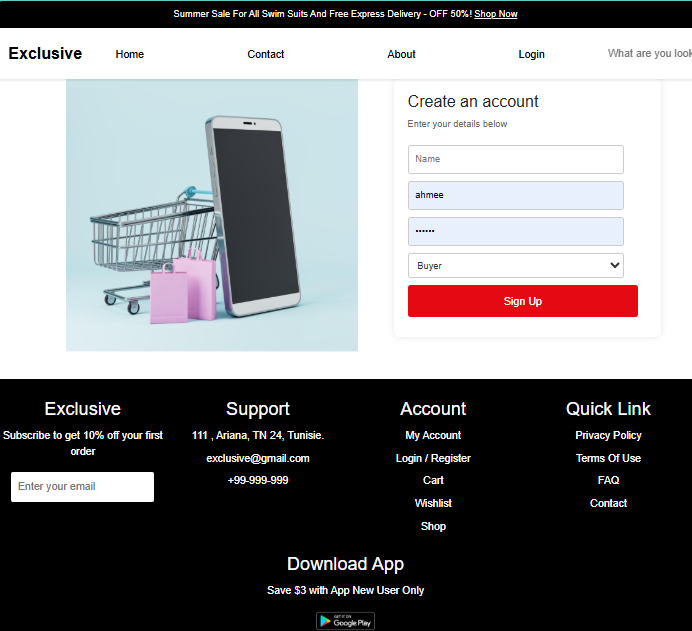 Summer Sale For All Swim Suits And Free Express Delivery - OFF 50%! Shop Now
Exclusive
Home
Contact
About
Login
What are you look
Create an account
Enter your details below
Name
ahmee
••••••
Buyer
Sign Up
Exclusive
Subscribe to get 10% off your first
order
Enter your email
Support
111 , Ariana, TN 24, Tunisie.
exclusive@gmail.com
+99-999-999
Account
My Account
Login / Register
Cart
Wishlist
Shop
Quick Link
Privacy Policy
Terms Of Use
FAQ
Contact
Download App
Save $3 with App New User Only
GET IT ON
Google Play